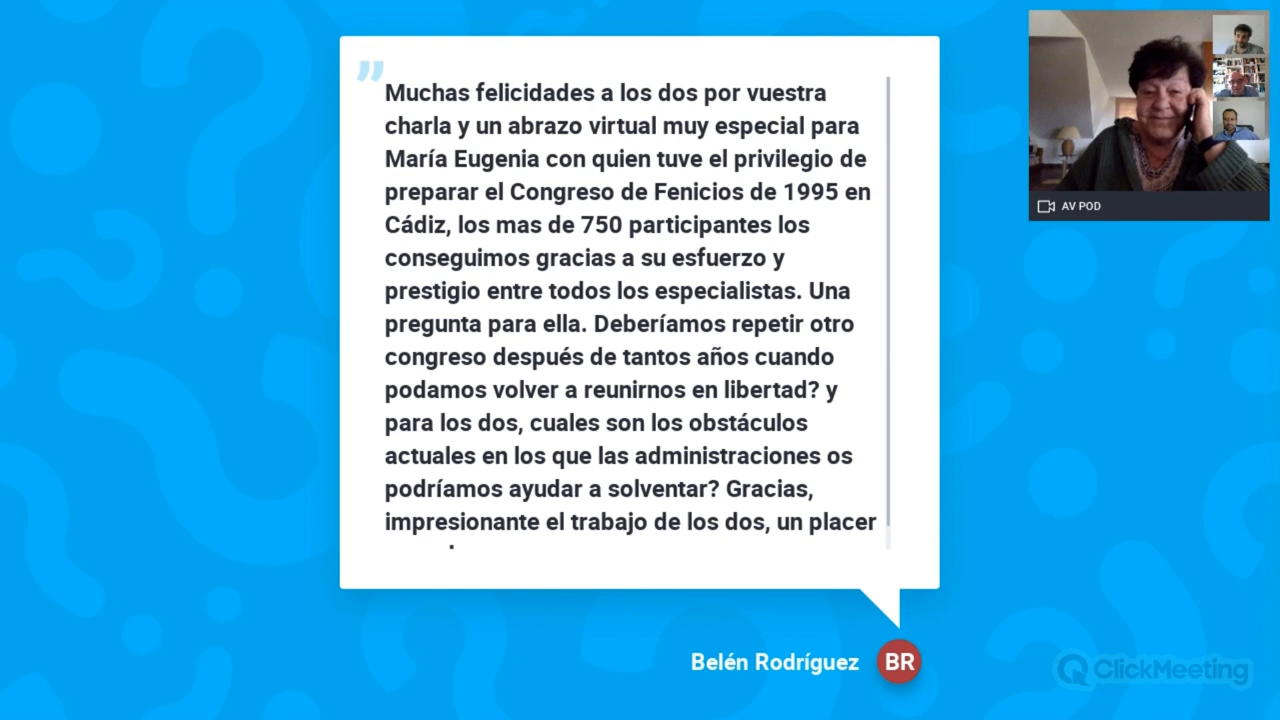 Muchas felicidades a los dos por vuestra
charla y un abrazo virtual muy especial para
María Eugenia con quien tuve el privilegio de
preparar el Congreso de Fenicios de 1995 en
Cádiz, los mas de 750 participantes los
conseguimos gracias a su esfuerzo y
prestigio entre todos los especialistas. Una
pregunta para ella. Deberíamos repetir otro
congreso después de tantos años cuando
podamos volver a reunirnos en libertad? y
para los dos, cuales son los obstáculos
actuales en los que las administraciones os
podríamos ayudar a solventar? Gracias,
impresionante el trabajo de los dos, un placer
Belén Rodríguez
BR
AV POD
ClickMeeting